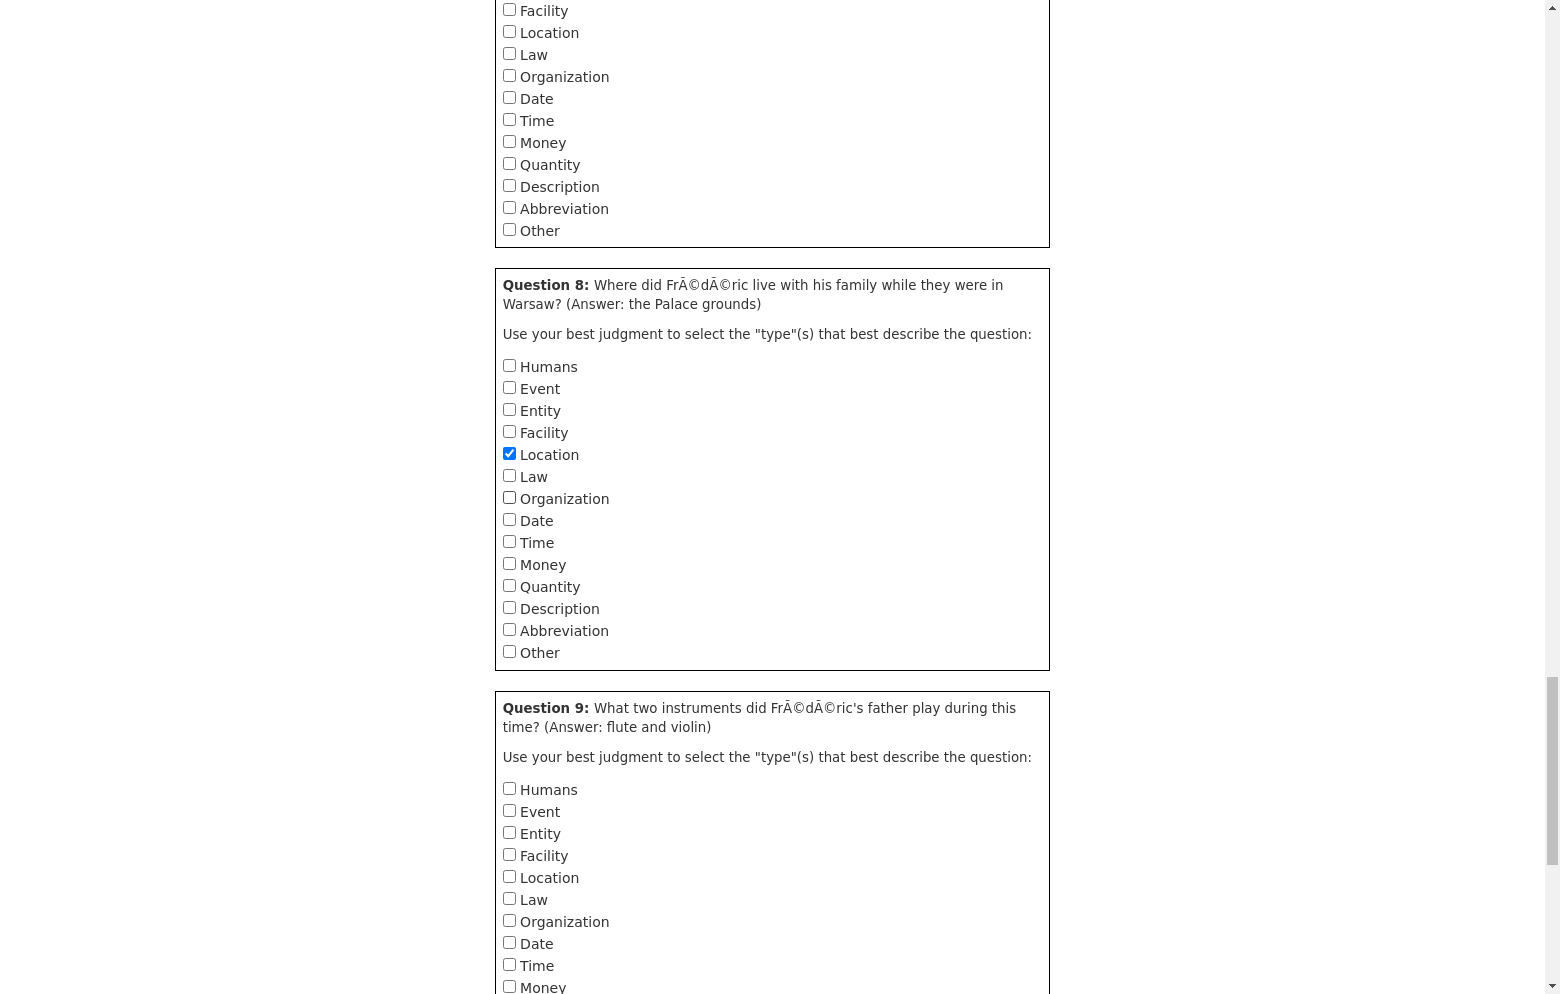 Facility
Location
Law
Organization
Date
Time
Money
Quantity
Description
Abbreviation
Other
Question 8: Where did FrÃ©dÃ©ric live with his family while they were in
Warsaw? (Answer: the Palace grounds)
Use your best judgment to select the "type"(s) that best describe the question:
Humans
Event
Entity
Facility
Location
Law
Organization
Date
Time
Money
Quantity
Description
Abbreviation
Other
Question 9: What two instruments did FrÃ©dÃ©ric's father play during this
time? (Answer: flute and violin)
Use your best judgment to select the "type"(s) that best describe the question:
Humans
Event
Entity
Facility
Location
Law
Organization
Date
Time
Money